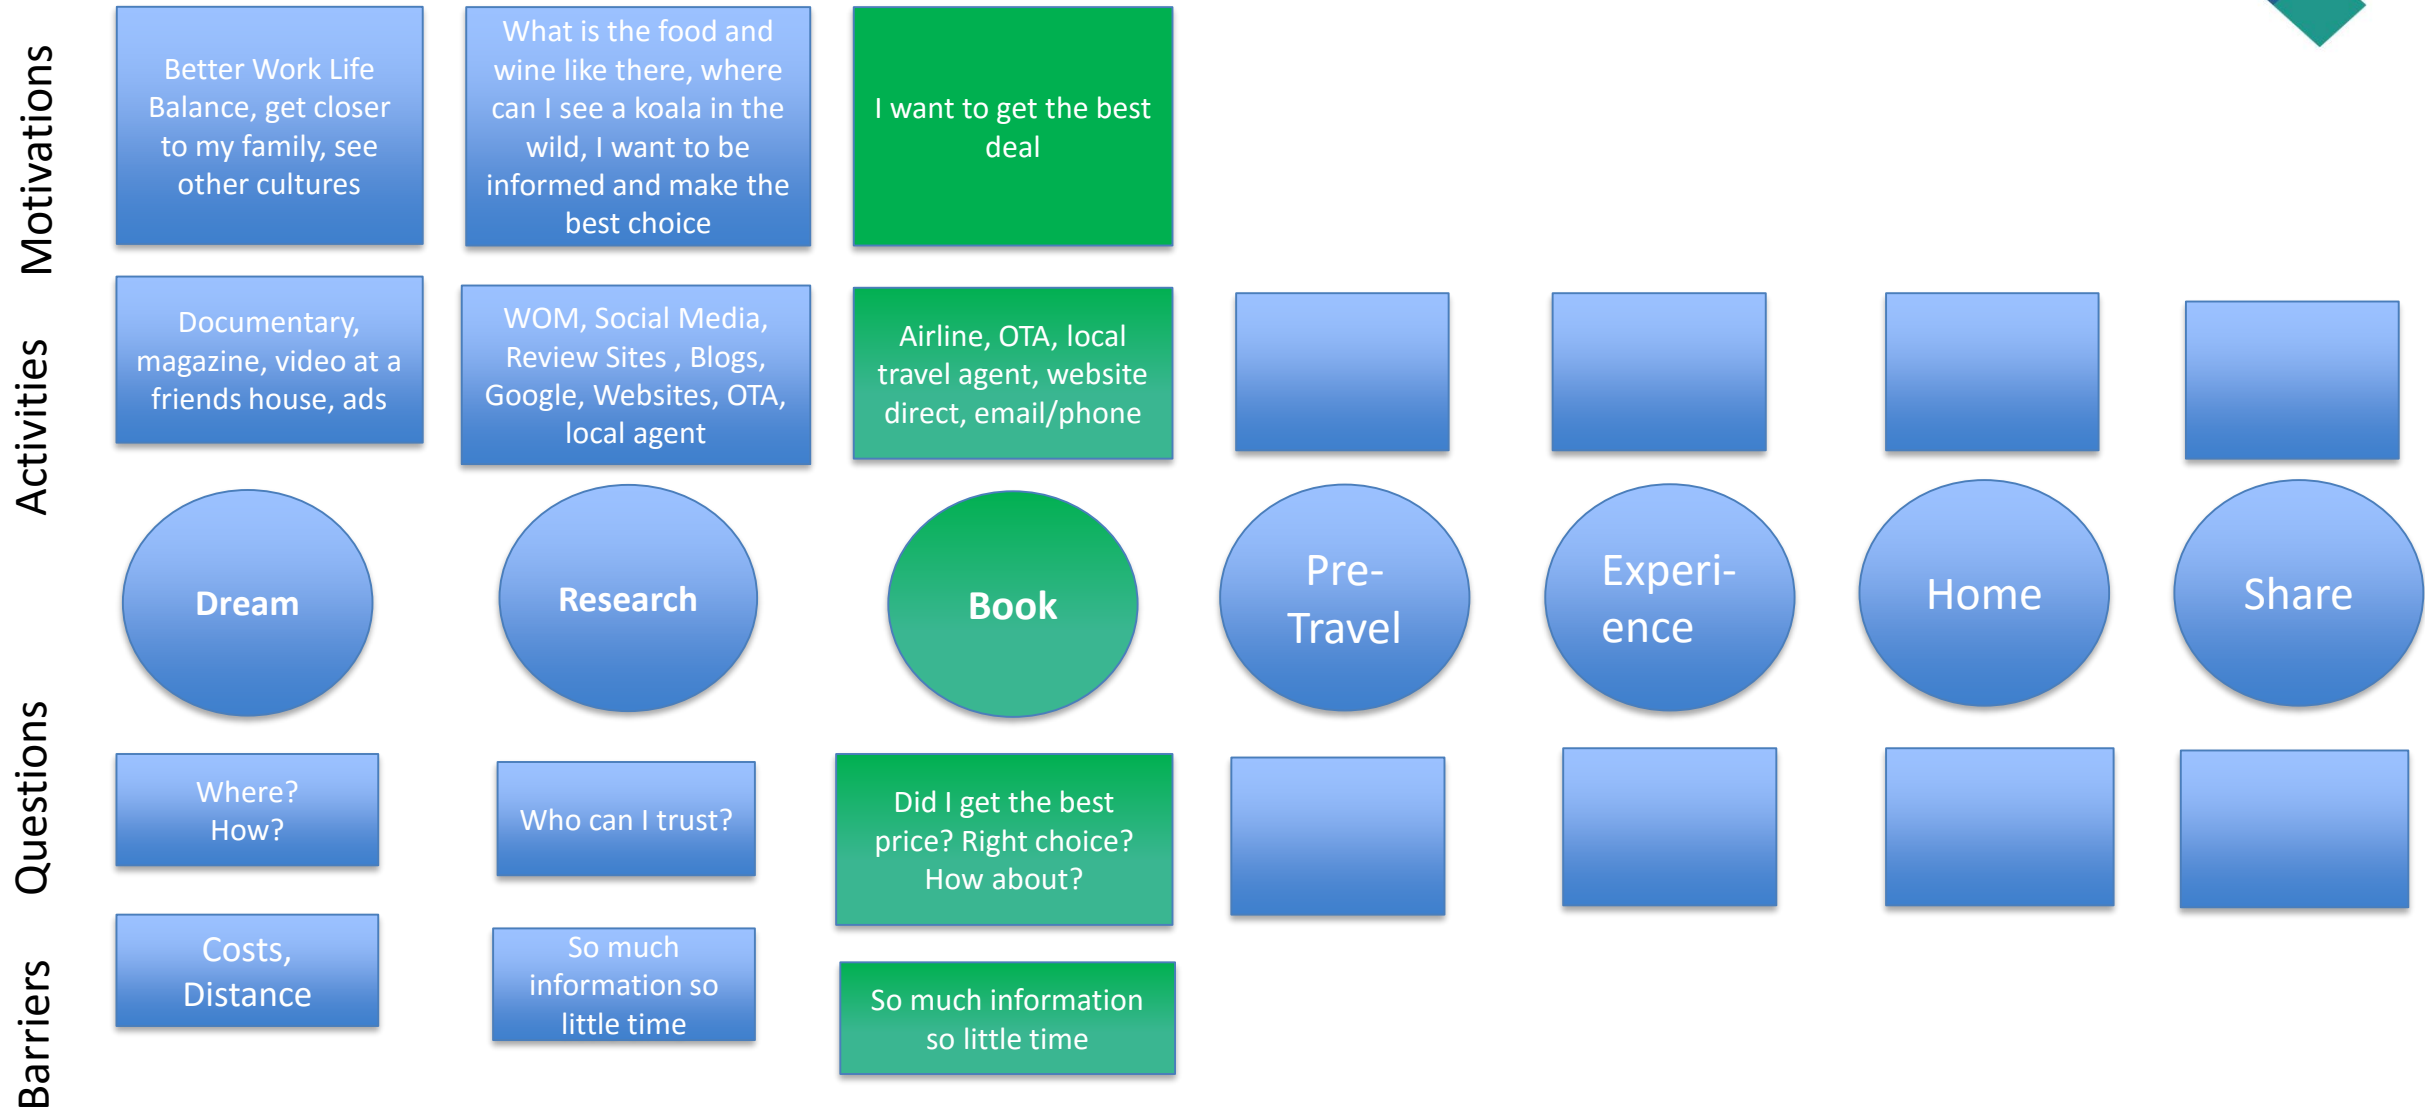 Motivations
Better Work Life
Balance, get closer
to my family, see
other cultures
What is the food and
wine like there, where
can I see a koala in the
wild, I want to be
informed and make the
best choice
I want to get the best
deal
Activities
Documentary,
magazine, video at a
friends house, ads
WOM, Social Media,
Review Sites , Blogs,
Google, Websites, OTA,
local agent
Airline, OTA, local
travel agent, website
direct, email/phone
Dream
Research
Book
Pre-
Travel
Experi-
ence
Home
Share
Questions
Where?
How?
Who can I trust?
Did I get the best
price? Right choice?
How about?
Barriers
Costs,
Distance
So much
information so
little time
So much information
so little time